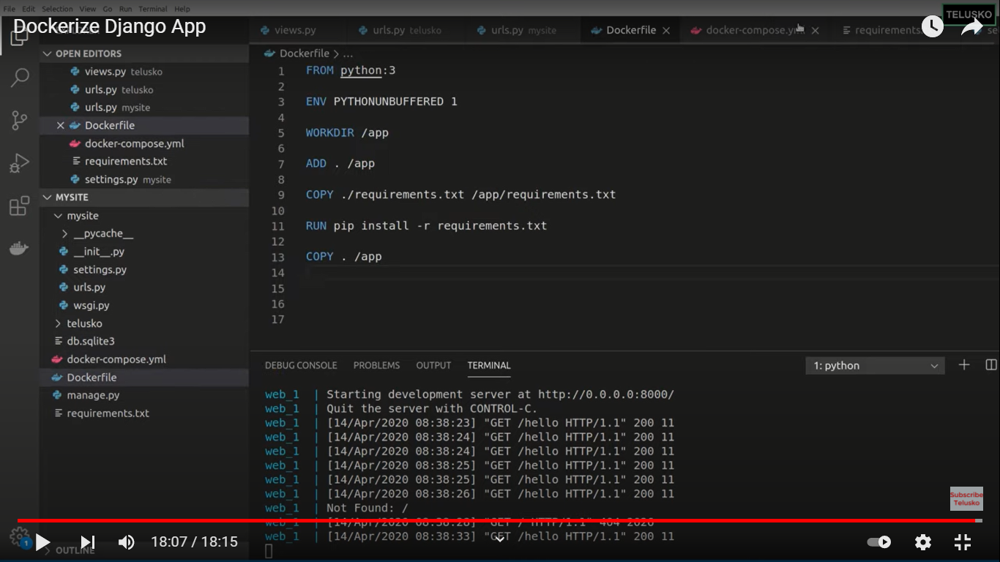 File Edit Selection View Go Run Terminal Help
TELUSKO
Dockerize Django App
views.py
urls.py telusko
urls.py mysite
Dockerfile
docker-compose.yml
requirements.
se
OPEN EDITORS
views.py telusko
urls.py telusko
urls.py mysite
Dockerfile
docker-compose.yml
requirements.txt
settings.py mysite
MYSITE
mysite
__pycache__
__init__.py
settings.py
urls.py
wsgi.py
telusko
db.sqlite3
docker-compose.yml
Dockerfile
manage.py
requirements.txt
OUTLINE
1
Dockerfile > ...
1 FROM python:3
2
3 ENV PYTHONUNBUFFERED 1
4
5 WORKDIR /app
6
7 ADD . /app
8
9 COPY ./requirements.txt /app/requirements.txt
10
11 RUN pip install -r requirements.txt
12
13 COPY . /app
14
15
16
17
DEBUG CONSOLE PROBLEMS OUTPUT TERMINAL
1: python
web_1 | Starting development server at http://0.0.0.0:8000/
web_1 | Quit the server with CONTROL-C.
web_1 | [14/Apr/2020 08:38:23] "GET /hello HTTP/1.1" 200 11
web_1 | [14/Apr/2020 08:38:24] "GET /hello HTTP/1.1" 200 11
web_1 | [14/Apr/2020 08:38:24] "GET /hello HTTP/1.1" 200 11
web_1 | [14/Apr/2020 08:38:25] "GET /hello HTTP/1.1" 200 11
web_1 | [14/Apr/2020 08:38:25] "GET /hello HTTP/1.1" 200 11
web_1 | [14/Apr/2020 08:38:26] "GET /hello HTTP/1.1" 200 11
web_1 | Not Found: /
web_1 | [14/Apr/2020 08:38:28] "GET / HTTP/1.1" 404 2026
web_1 | [14/Apr/2020 08:38:33] "GET /hello HTTP/1.1" 200 11
Subscribe
Telusko
18:07 / 18:15